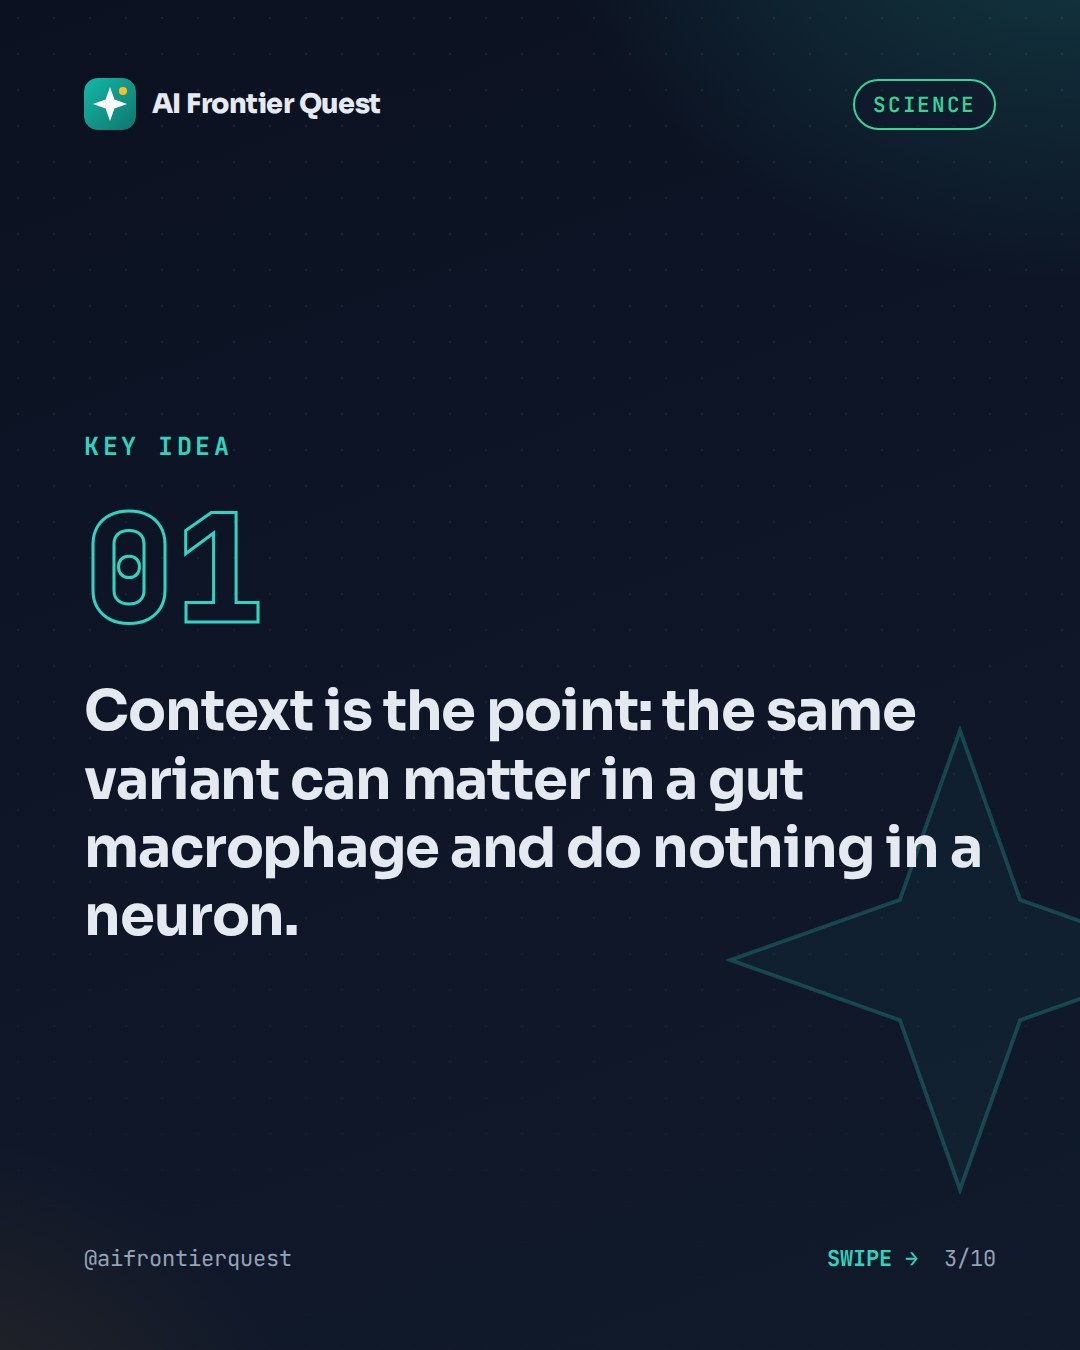 AI Frontier Quest
SCIENCE
KEY IDEA
01
Context is the point: the same
variant can matter in a gut
macrophage and do nothing in a
neuron.
@aifrontierquest
SWIPE → 3/10